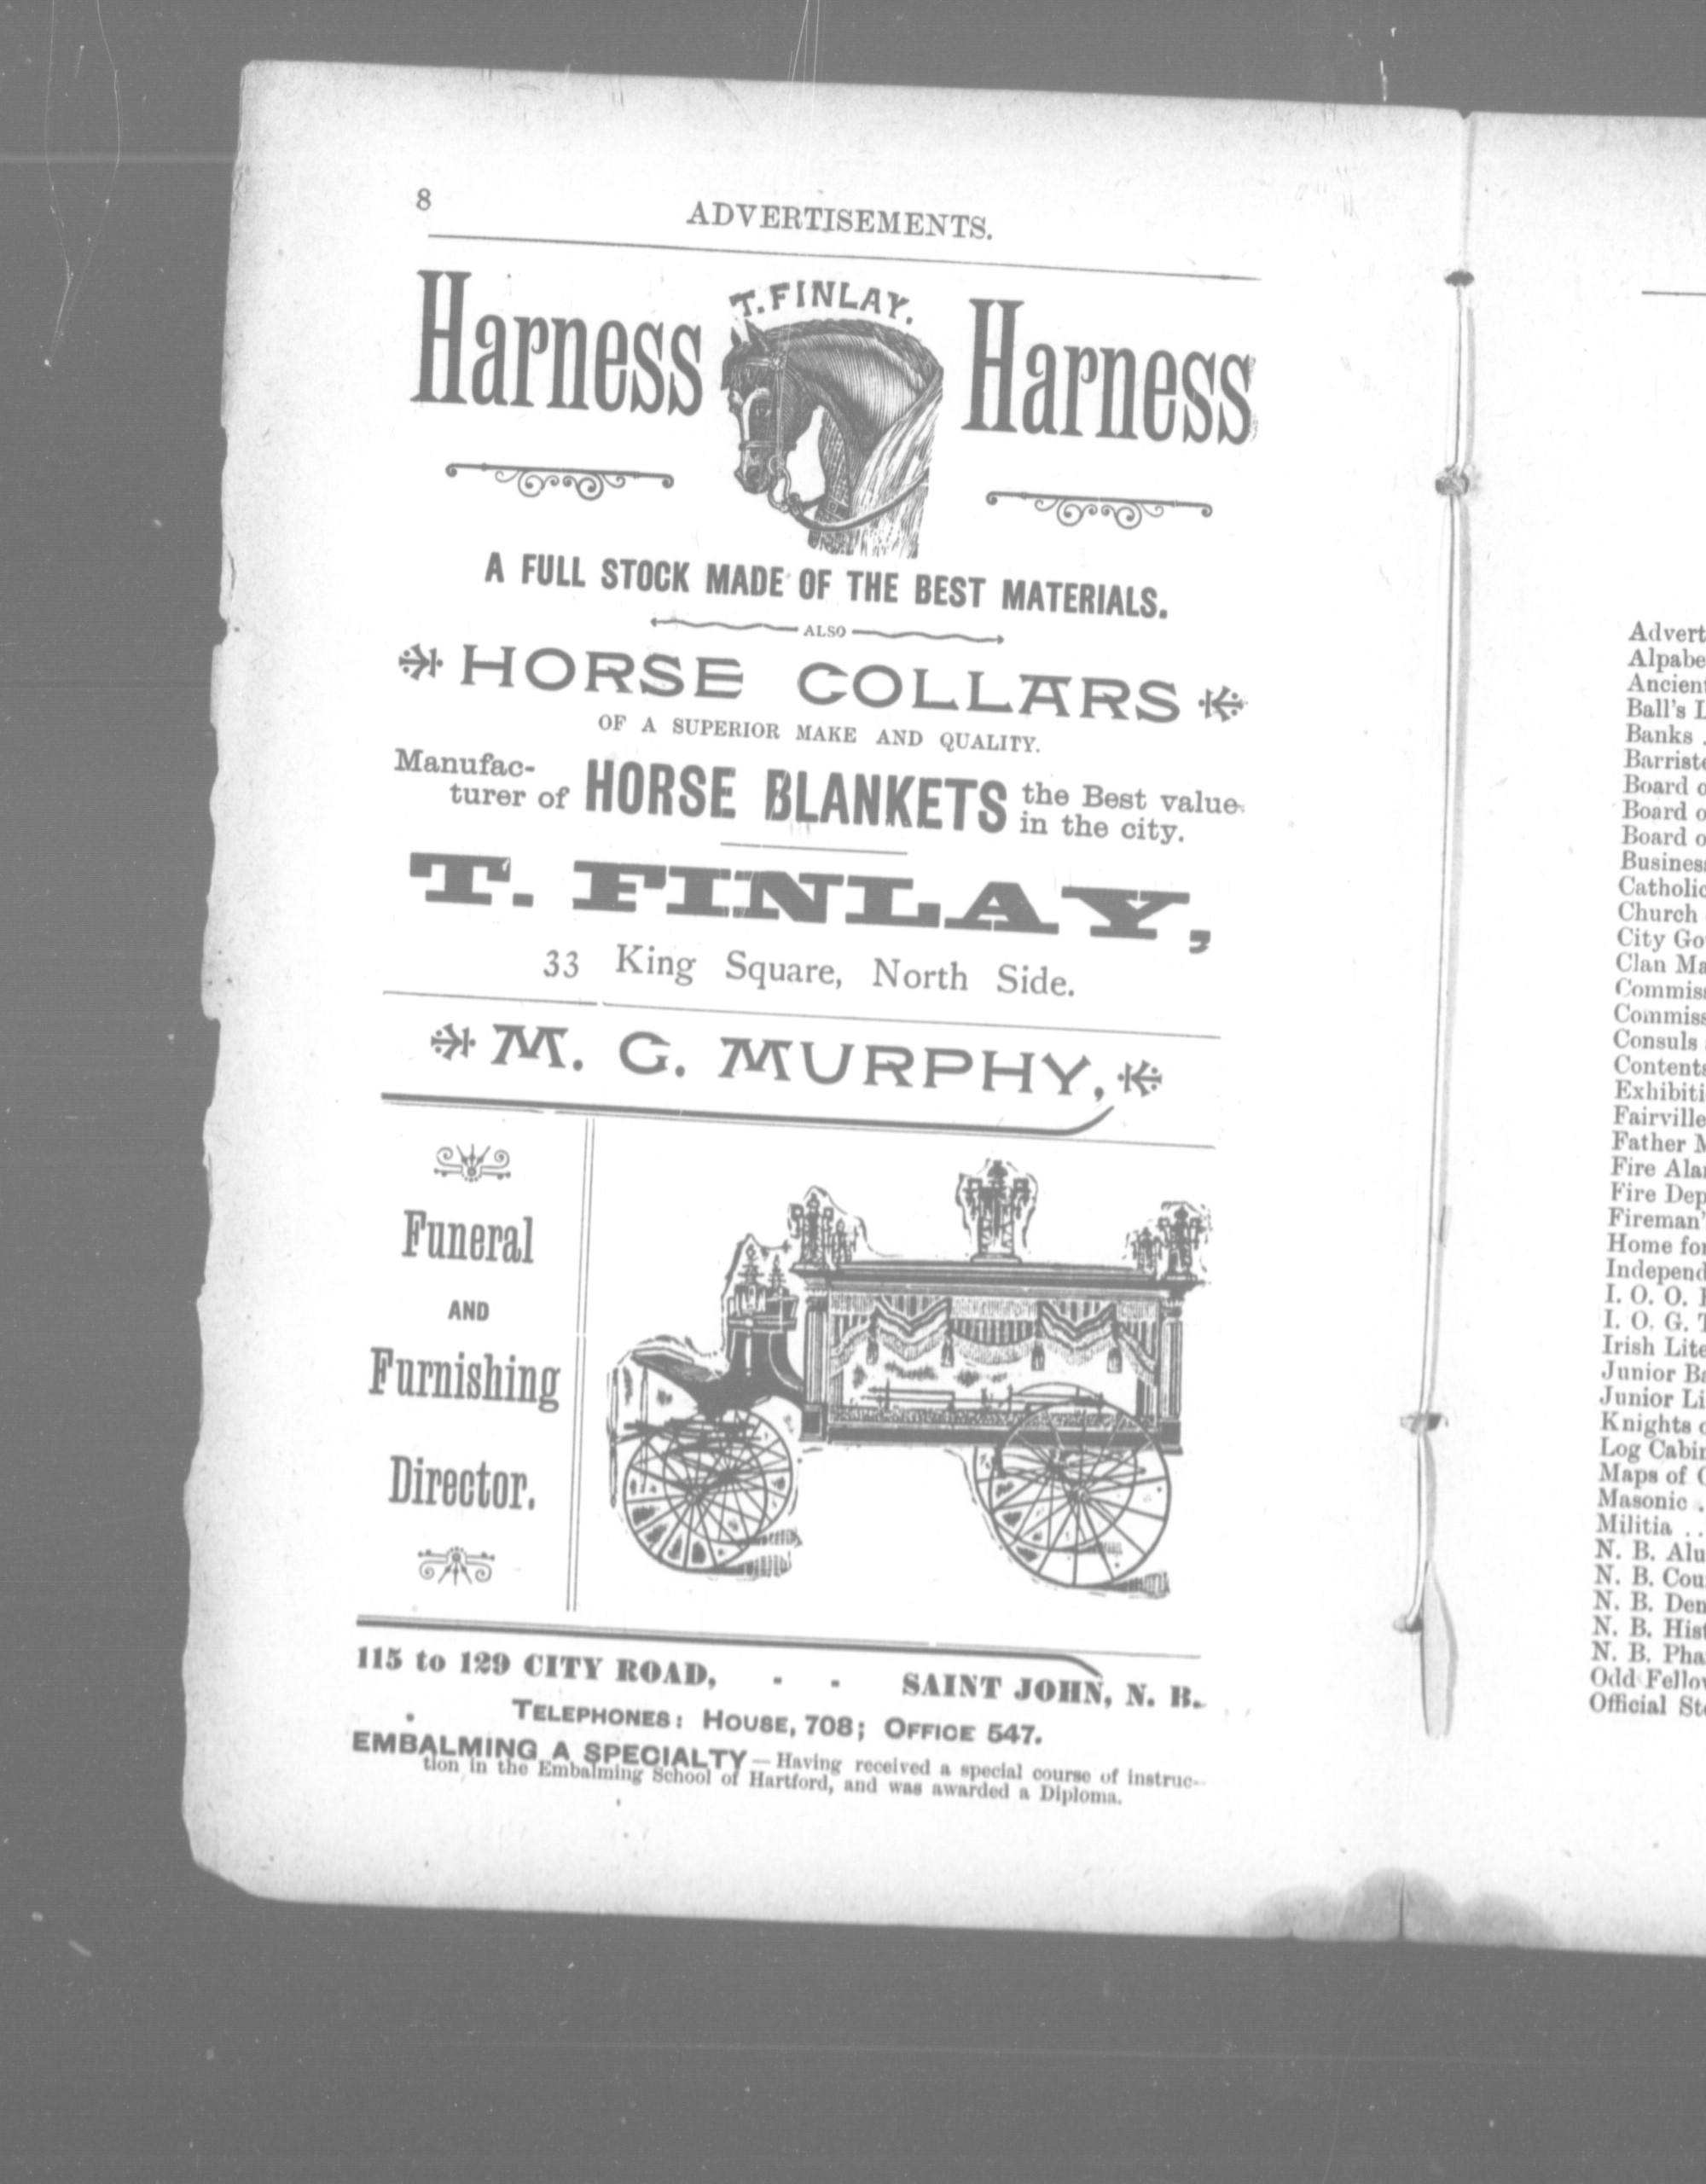 8
ADVERTISEMENTS.
Harness T. FINLAY. Harness
A FULL STOCK MADE OF THE BEST MATERIALS.
ALSO
HORSE COLLARS
OF A SUPERIOR MAKE AND QUALITY.
Manufac-
turer of HORSE BLANKETS the Best value
in the city.
T. FINLAY,
33 King Square, North Side.
M. G. MURPHY,
Funeral
AND
Furnishing
Director.
115 to 129 CITY ROAD, - - SAINT JOHN, N. B.
TELEPHONES: HOUSE, 708; OFFICE 547.
EMBALMING A SPECIALTY — Having received a special course of instruc-
tion in the Embalming School of Hartford, and was awarded a Diploma.
Advert
Alpabe
Ancient
Ball's L
Banks .
Barriste
Board o
Board o
Board o
Business
Catholic
Church
City Go
Clan Ma
Commiss
Commiss
Consuls
Contents
Exhibiti
Fairville
Father M
Fire Ala
Fire Dep
Fireman'
Home for
Independ
I. O. O.
I. O. G. T
Irish Lite
Junior Ba
Junior Li
Knights o
Log Cabin
Maps of
Masonic .
Militia ..
N. B. Alu
N. B. Cou
N. B. Den
N. B. Hist
N. B. Pha
Odd Fello
Official St